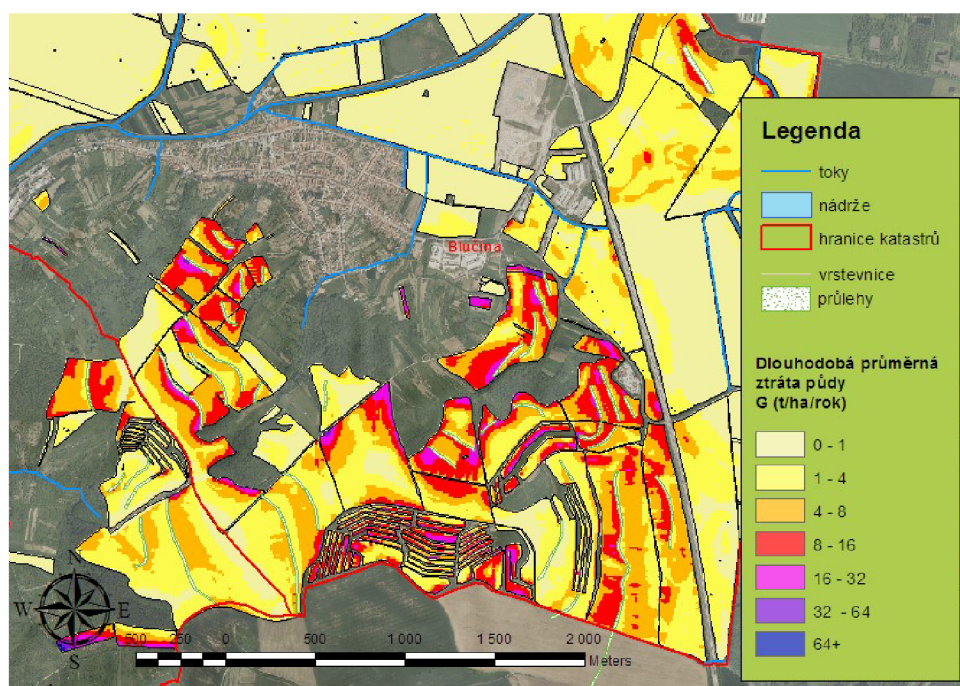 Legenda
toky
nádrže
hranice katastrů
vrstevnice
průlehy
Dlouhodobá průměrná
ztráta půdy
G (t/ha/rok)
0 - 1
1 - 4
4 - 8
8 - 16
16 - 32
32 - 64
64+
Blučina
N
W E
S
500 250 0 500 1 000 1 500 2 000
Meters